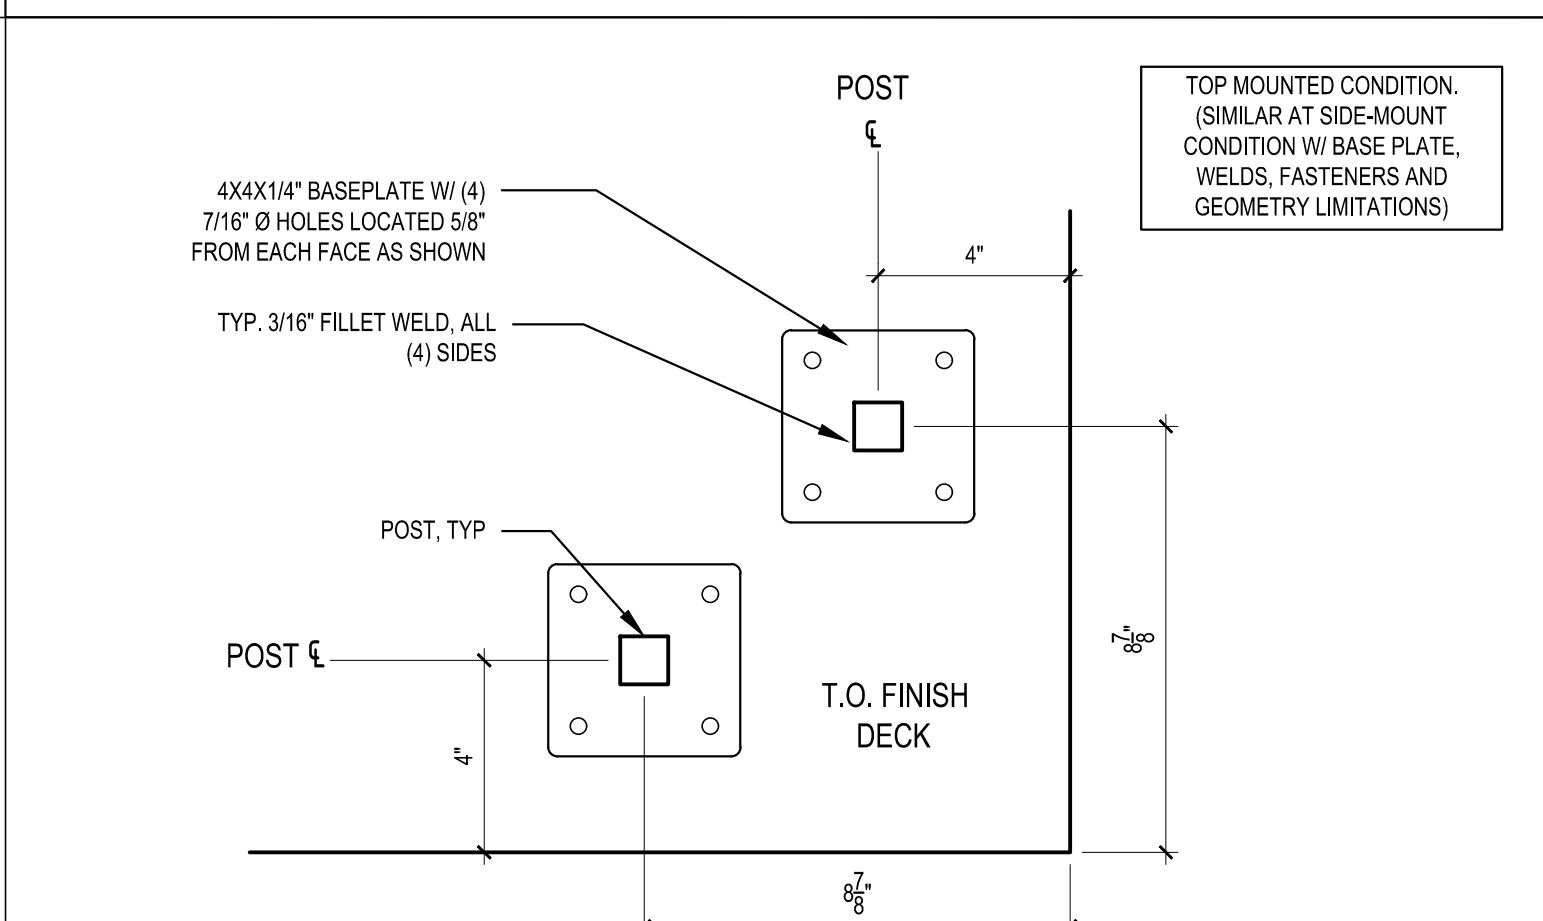 POST
℄
TOP MOUNTED CONDITION.
(SIMILAR AT SIDE-MOUNT
CONDITION W/ BASE PLATE,
WELDS, FASTENERS AND
GEOMETRY LIMITATIONS)
4X4X1/4" BASEPLATE W/ (4)
7/16" Ø HOLES LOCATED 5/8"
FROM EACH FACE AS SHOWN
4"
TYP. 3/16" FILLET WELD, ALL
(4) SIDES
POST, TYP
POST ℄
8 7/8"
T.O. FINISH
DECK
4"
8 7/8"